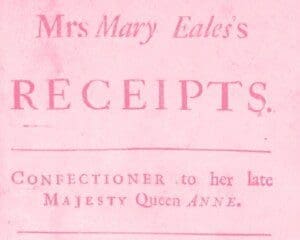 Mrs Mary Eales's
RECEIPTS.
CONFECTIONER to her late
MAJESTY Queen ANNE.